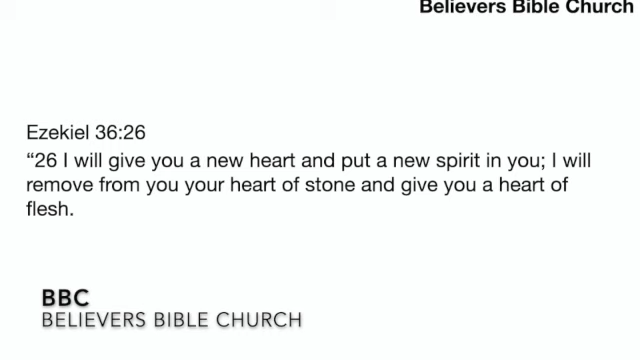 Believers Bible Church
Ezekiel 36:26
“26 I will give you a new heart and put a new spirit in you; I will
remove from you your heart of stone and give you a heart of
flesh.
BBC
BELIEVERS BIBLE CHURCH